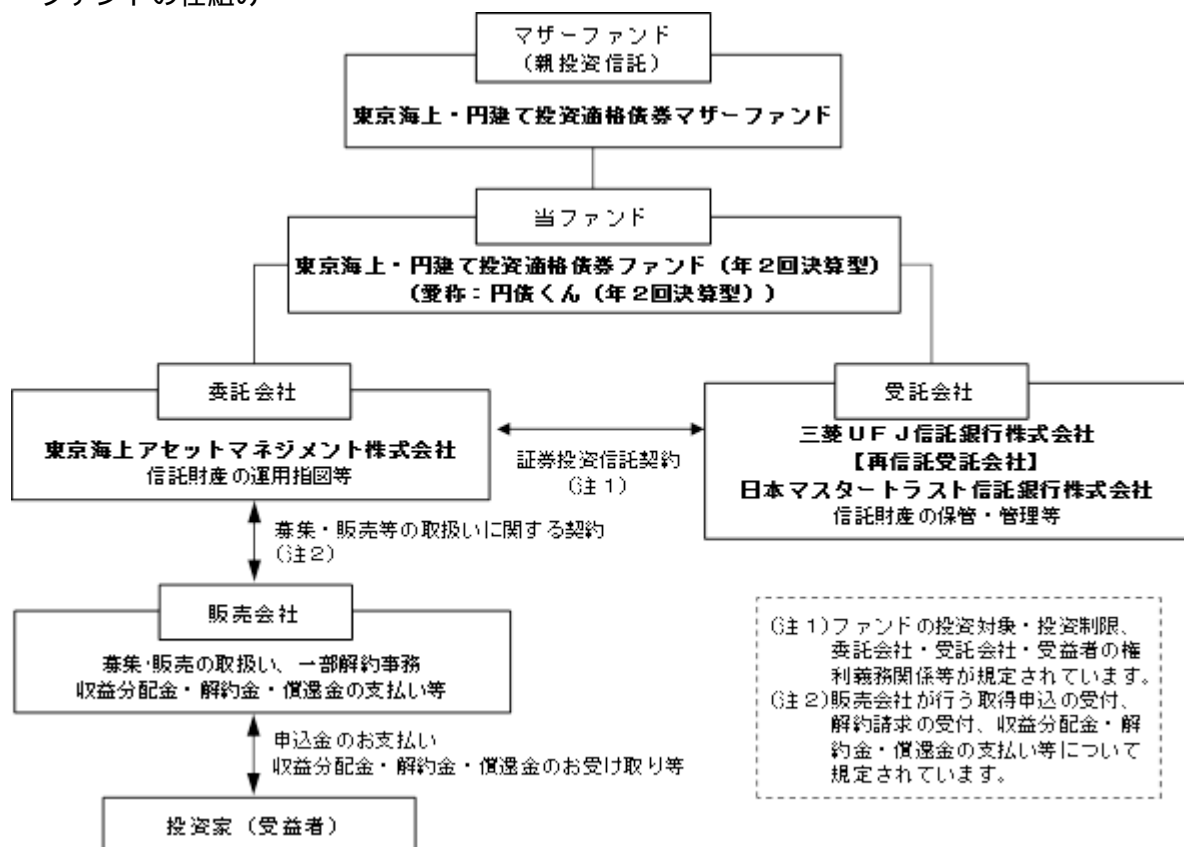 ファンドの仕組み
マザーファンド
(親投資信託)
東京海上・円建て投資適格債券マザーファンド
当ファンド
東京海上・円建て投資適格債券ファンド(年2回決算型)
(愛称:円債くん(年2回決算型))
委託会社
東京海上アセットマネジメント株式会社
信託財産の運用指図等
証券投資信託契約
(注1)
受託会社
三菱UFJ信託銀行株式会社
【再信託受託会社】
日本マスタートラスト信託銀行株式会社
信託財産の保管・管理等
募集・販売等の取扱いに関する契約
(注2)
販売会社
募集・販売の取扱い、一部解約事務
収益分配金・解約金・償還金の支払い等
申込金のお支払い
収益分配金・解約金・償還金のお受け取り等
投資家(受益者)
(注1)ファンドの投資対象・投資制限、
委託会社・受託会社・受益者の権
利義務関係等が規定されています。
(注2)販売会社が行う取得申込の受付、
解約請求の受付、収益分配金・解
約金・償還金の支払い等について
規定されています。